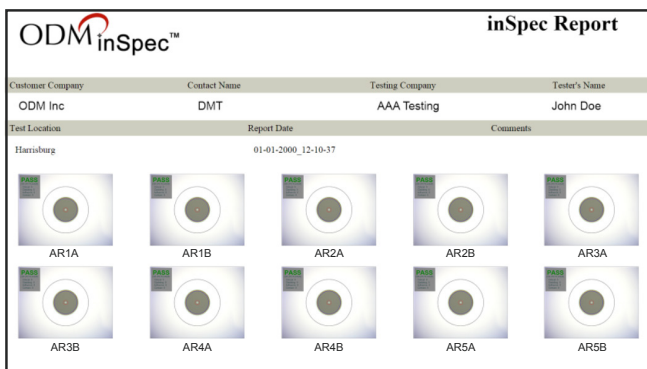 ODM inSpec™
inSpec Report
Customer Company Contact Name Testing Company Tester's Name
ODM Inc DMT AAA Testing John Doe
Test Location Report Date Comments
Harrisburg 01-01-2000_12-10-37
PASS PASS PASS PASS PASS
AR1A AR1B AR2A AR2B AR3A
PASS PASS PASS PASS PASS
AR3B AR4A AR4B AR5A AR5B